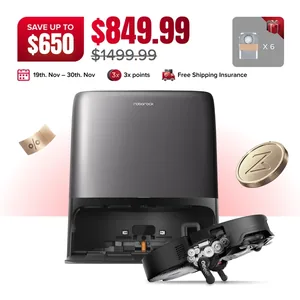 SAVE UP TO
$650
$849.99
$1499.99
X 6
19th. Nov – 30th. Nov
3x
3x points
Free Shipping Insurance
%
Z